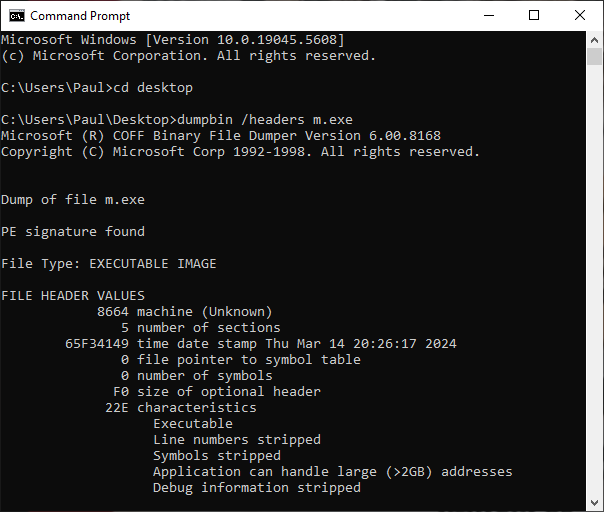 Command Prompt
Microsoft Windows [Version 10.0.19045.5608]
(c) Microsoft Corporation. All rights reserved.
C:\Users\Paul>cd desktop
C:\Users\Paul\Desktop>dumpbin /headers m.exe
Microsoft (R) COFF Binary File Dumper Version 6.00.8168
Copyright (C) Microsoft Corp 1992-1998. All rights reserved.
Dump of file m.exe
PE signature found
File Type: EXECUTABLE IMAGE
FILE HEADER VALUES
8664 machine (Unknown)
5 number of sections
65F34149 time date stamp Thu Mar 14 20:26:17 2024
0 file pointer to symbol table
0 number of symbols
F0 size of optional header
22E characteristics
Executable
Line numbers stripped
Symbols stripped
Application can handle large (>2GB) addresses
Debug information stripped